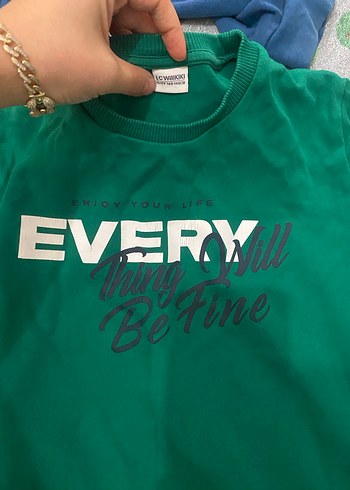 LC WAIKIKI
ENJOY YOUR LIFE
EVERY
Thing Will
Be Fine